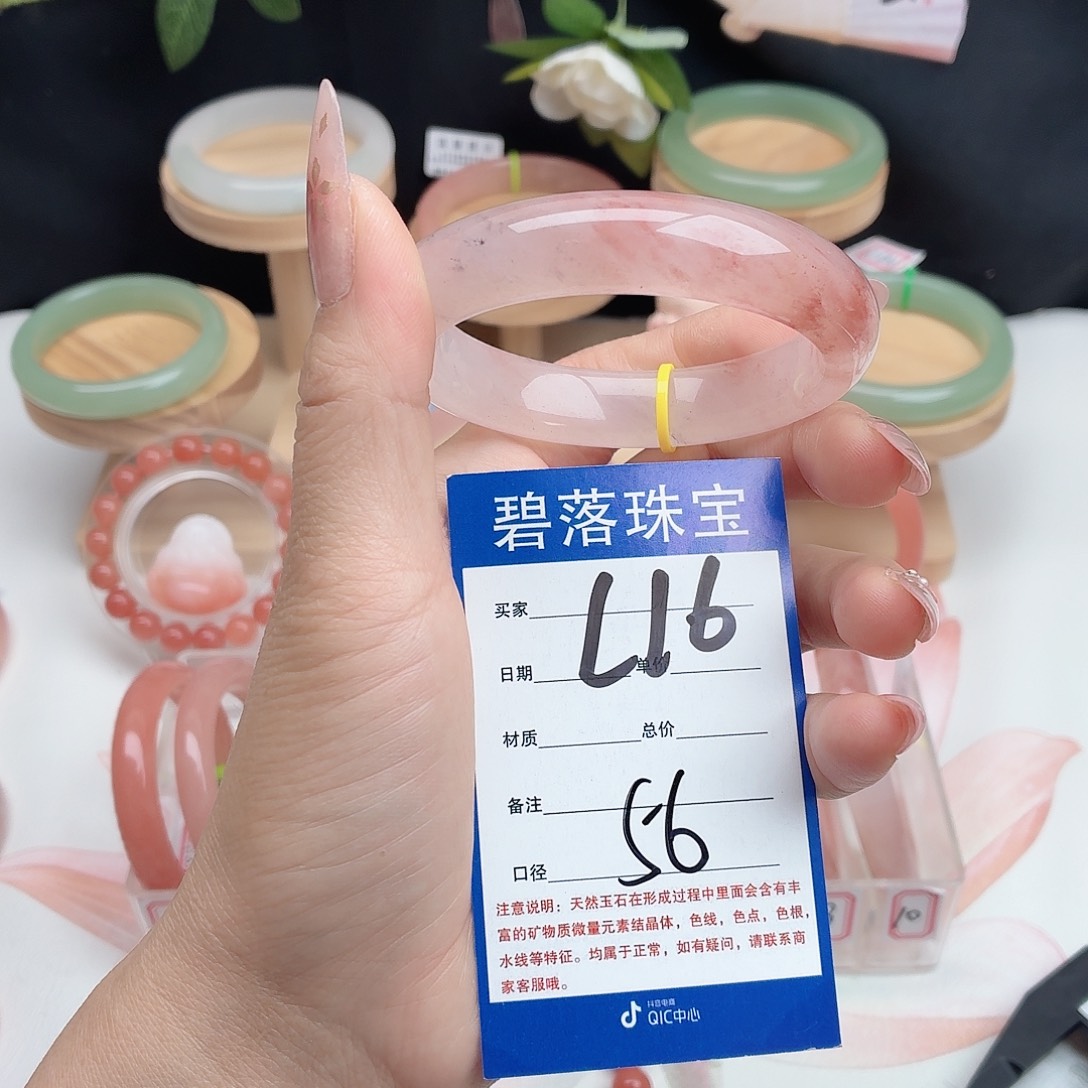 碧落珠宝
买家
L16
日期 单价
材质 总价
备注
56
口径
注意说明：天然玉石在形成过程中里面会含有丰
富的矿物质微量元素结晶体，色线，色点，色根，
水线等特征。均属于正常，如有疑问，请联系商
家客服哦。
抖音电商
QIC中心
10